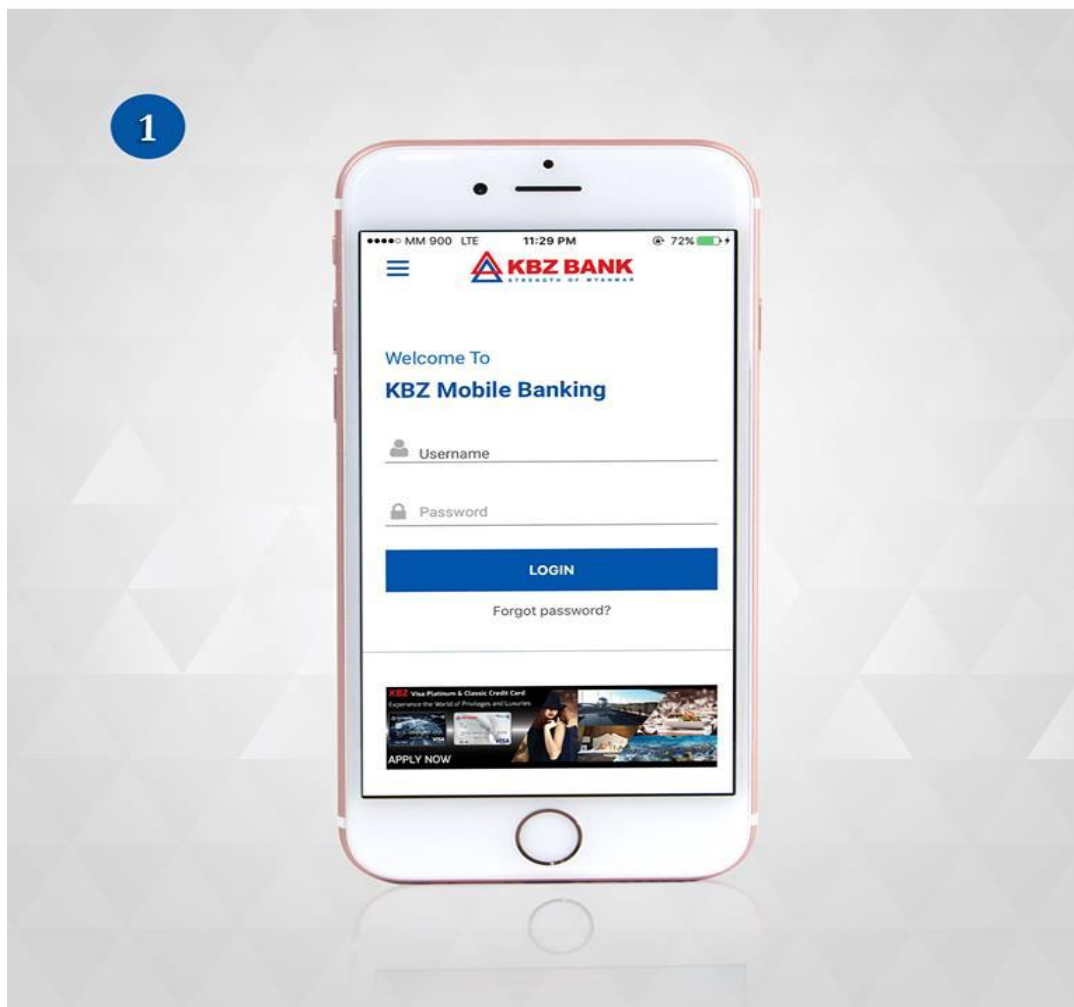 1
MM 900 LTE 11:29 PM 72%
KBZ BANK
STRENGTH OF MYANMAR
Welcome To
KBZ Mobile Banking
Username
Password
LOGIN
Forgot password?
KBZ Visa Platinum & Classic Credit Card
Experience the World of Privileges and Luxuries
VISA
APPLY NOW